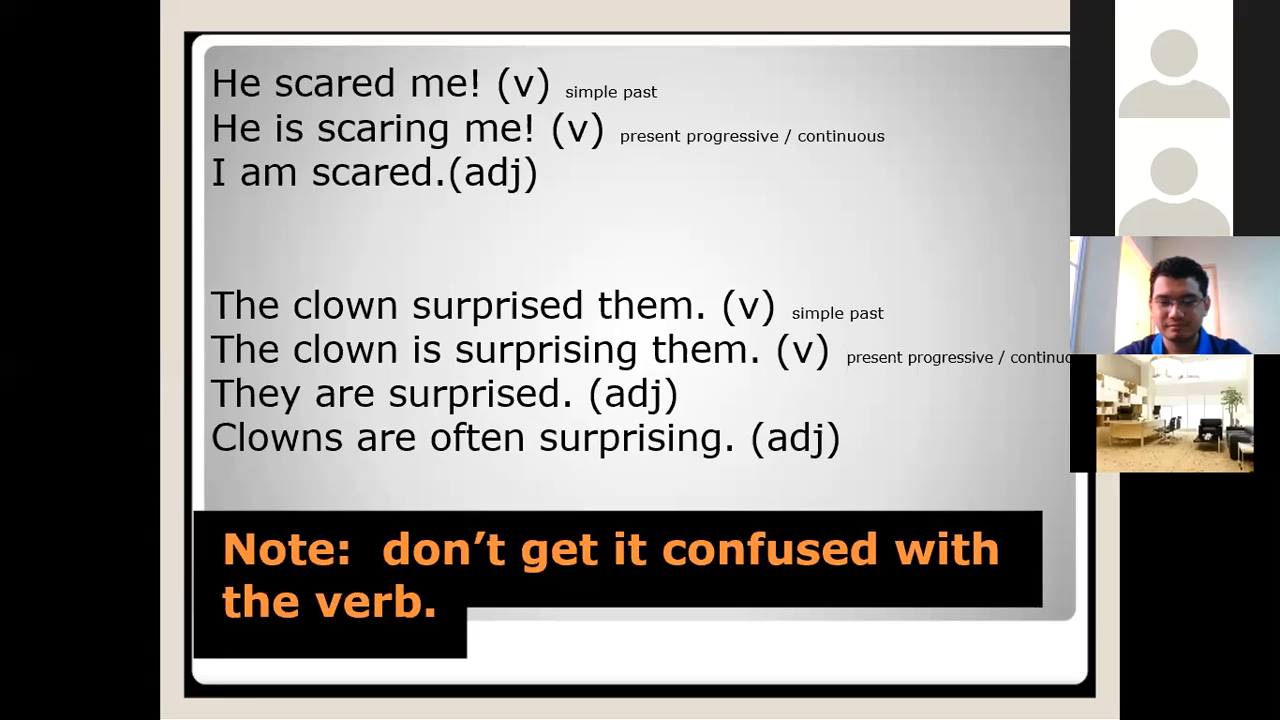 He scared me! (v) simple past
He is scaring me! (v) present progressive / continuous
I am scared.(adj)
The clown surprised them. (v) simple past
The clown is surprising them. (v) present progressive / continuo
They are surprised. (adj)
Clowns are often surprising. (adj)
Note:  don’t get it confused with
the verb.